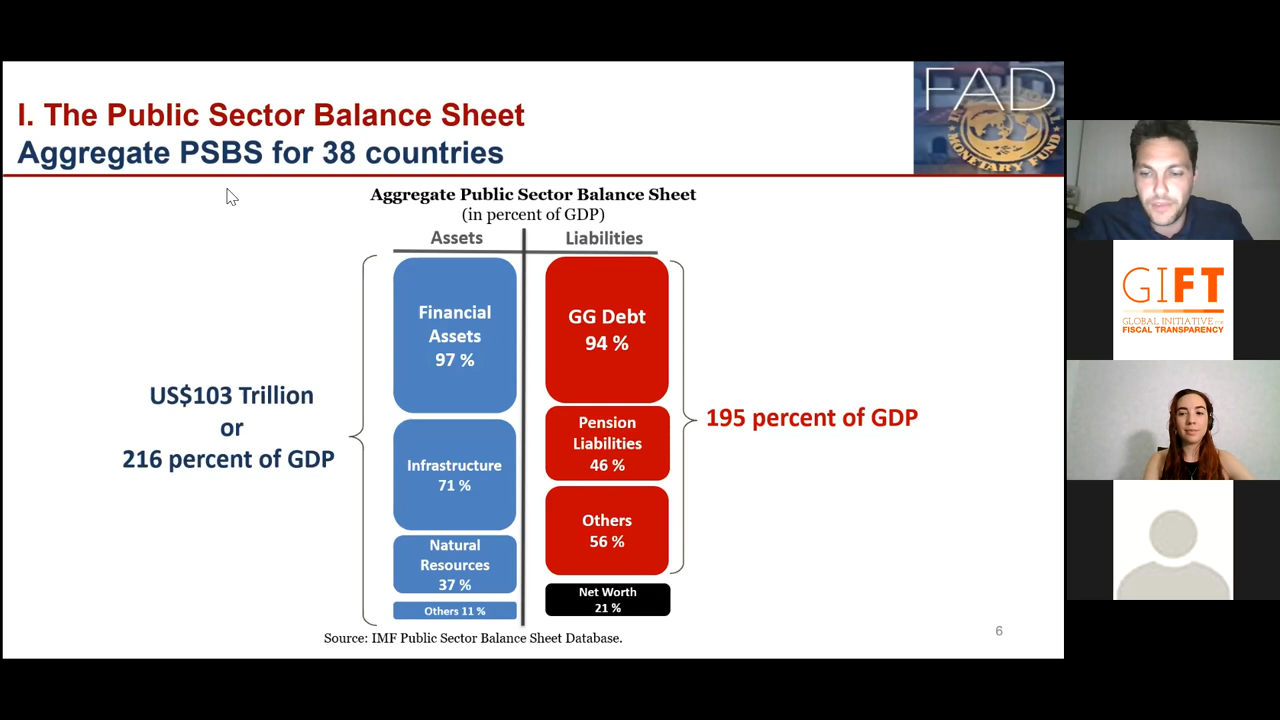 I. The Public Sector Balance Sheet
Aggregate PSBS for 38 countries
FAD
MONETARY FUND
Aggregate Public Sector Balance Sheet
(in percent of GDP)
Assets
Liabilities
Financial
Assets
97 %
Infrastructure
71 %
Natural
Resources
37 %
Others 11 %
GG Debt
94 %
Pension
Liabilities
46 %
Others
56 %
Net Worth
21 %
US$103 Trillion
or
216 percent of GDP
195 percent of GDP
Source: IMF Public Sector Balance Sheet Database.
6
GIFT
GLOBAL INITIATIVE FOR
FISCAL TRANSPARENCY